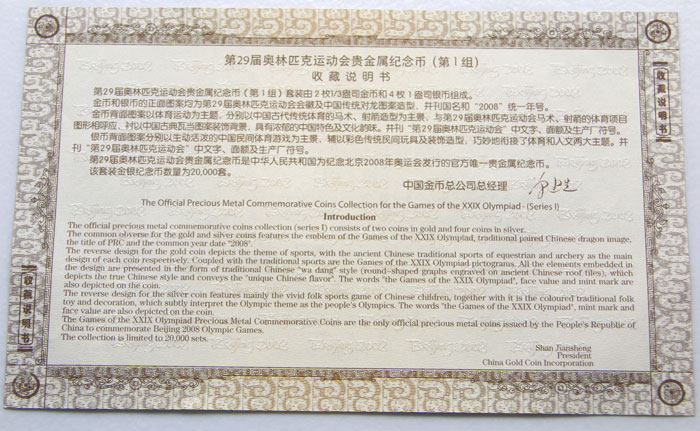 第29届奥林匹克运动会贵金属纪念币（第1组）
收藏说明书
第29届奥林匹克运动会贵金属纪念币（第1组）套装由2枚1/3盎司金币和4枚1盎司银币组成。
金币和银币的正面图案均为第29届奥林匹克运动会会徽及中国传统对龙图案造型，并刊国名和“2008”统一年号。
金币背面图案以体育运动为主题，分别以中国古代传统体育的马术、射箭造型为主景，与第29届奥林匹克运动会马术、射箭的体育项目
图形相呼应，衬以中国古典瓦当图案装饰背景，具有浓郁的中国特色及文化韵味。并刊“第29届奥林匹克运动会”中文字、面额及生产厂符号。
银币背面图案分别以生动活泼的中国民间体育游戏为主景，辅以彩色传统民间玩具及装饰造型，巧妙地衔接了体育和人文两大主题。并
刊“第29届奥林匹克运动会”中文字、面额及生产厂符号。
第29届奥林匹克运动会贵金属纪念币是中华人民共和国为纪念北京2008年奥运会发行的官方唯一贵金属纪念币。
该套装金银纪念币数量为20,000套。
中国金币总公司总经理
The Official Precious Metal Commemorative Coins Collection for the Games of the XXIX Olympiad - (Series I)
Introduction
The official precious metal commemorative coins collection (series I) consists of two coins in gold and four coins in silver.
The common obverse for the gold and silver coins features the emblem of the Games of the XXIX Olympiad, traditional paired Chinese dragon image,
the title of PRC and the common year date "2008".
The reverse design for the gold coin depicts the theme of sports, with the ancient Chinese traditional sports of equestrian and archery as the main
design of each coin respectively. Coupled with the traditional sports are the Games of the XXIX Olympiad pictograms. All the elements embedded in
the design are presented in the form of traditional Chinese "wa dang" style (round-shaped graphs engraved on ancient Chinese roof tiles), which
depicts the true Chinese style and conveys the "unique Chinese flavor". The words "the Games of the XXIX Olympiad", face value and mint mark are
also depicted on the coin.
The reverse design for the silver coin features mainly the vivid folk sports game of Chinese children, together with it is the coloured traditional folk
toy and decoration, which subtly interpret the Olympic theme as the people's Olympics. The words "the Games of the XXIX Olympiad", mint mark and
face value are also depicted on the coin.
The Games of the XXIX Olympiad Precious Metal Commemorative Coins are the only official precious metal coins issued by the People's Republic of
China to commemorate Beijing 2008 Olympic Games.
The collection is limited to 20,000 sets.
Shan Jiansheng
President
China Gold Coin Incorporation
收藏说明书
收藏说明书